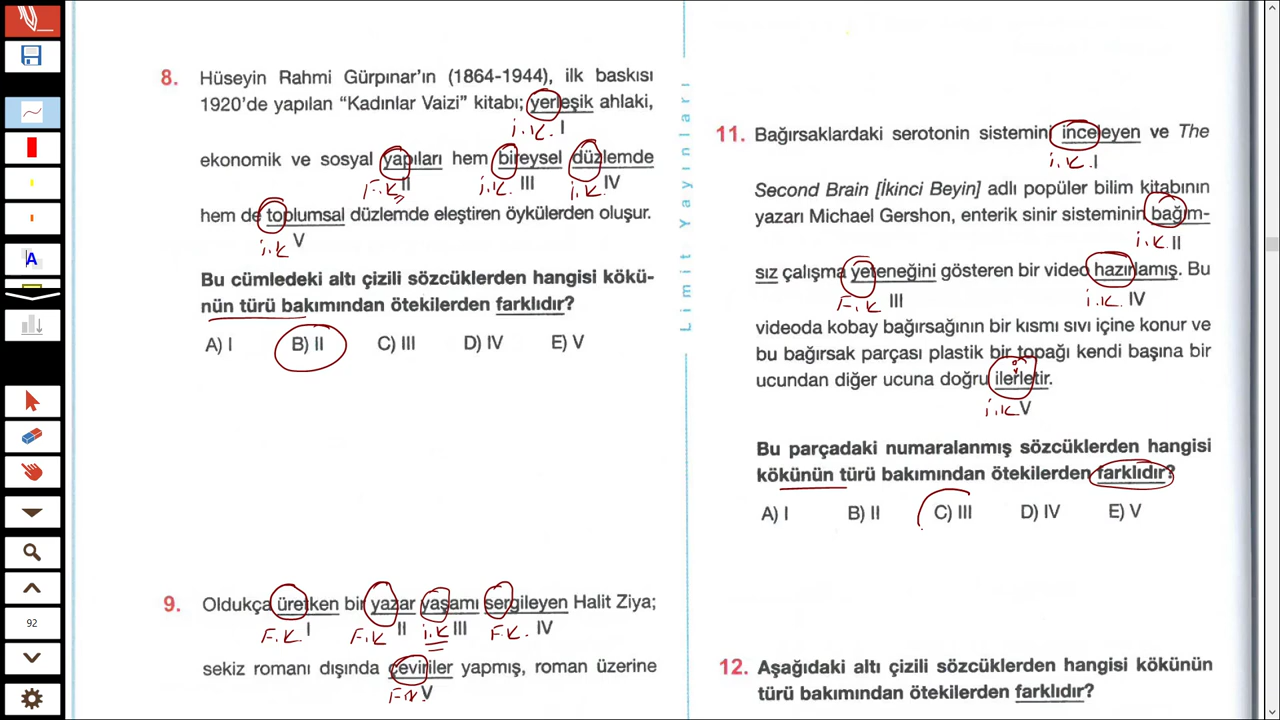 8. Hüseyin Rahmi Gürpınar'ın (1864-1944), ilk baskısı
1920'de yapılan "Kadınlar Vaizi" kitabı; yerleşik ahlaki,
i.K. I
ekonomik ve sosyal yapıları hem bireysel düzlemde
F.K II i.K. III i.K. IV
hem de toplumsal düzlemde eleştiren öykülerden oluşur.
i.K V
Bu cümledeki altı çizili sözcüklerden hangisi kökü-
nün türü bakımından ötekilerden farklıdır?
A) I B) II C) III D) IV E) V
9. Oldukça üretken bir yazar yaşamı sergileyen Halit Ziya;
F.K. I F.K II i.K III F.K. IV
sekiz romanı dışında çeviriler yapmış, roman üzerine
V
Limit Yayınları
11. Bağırsaklardaki serotonin sistemini inceleyen ve The
i.K. I
Second Brain [İkinci Beyin] adlı popüler bilim kitabının
yazarı Michael Gershon, enterik sinir sisteminin bağım-
i.K. II
sız çalışma yeteneğini gösteren bir video hazırlamış. Bu
F.K III i.K. IV
videoda kobay bağırsağının bir kısmı sıvı içine konur ve
bu bağırsak parçası plastik bir topağı kendi başına bir
ucundan diğer ucuna doğru ilerletir.
i.K V
Bu parçadaki numaralanmış sözcüklerden hangisi
kökünün türü bakımından ötekilerden farklıdır?
A) I B) II C) III D) IV E) V
12. Aşağıdaki altı çizili sözcüklerden hangisi kökünün
türü bakımından ötekilerden farklıdır?
A
92